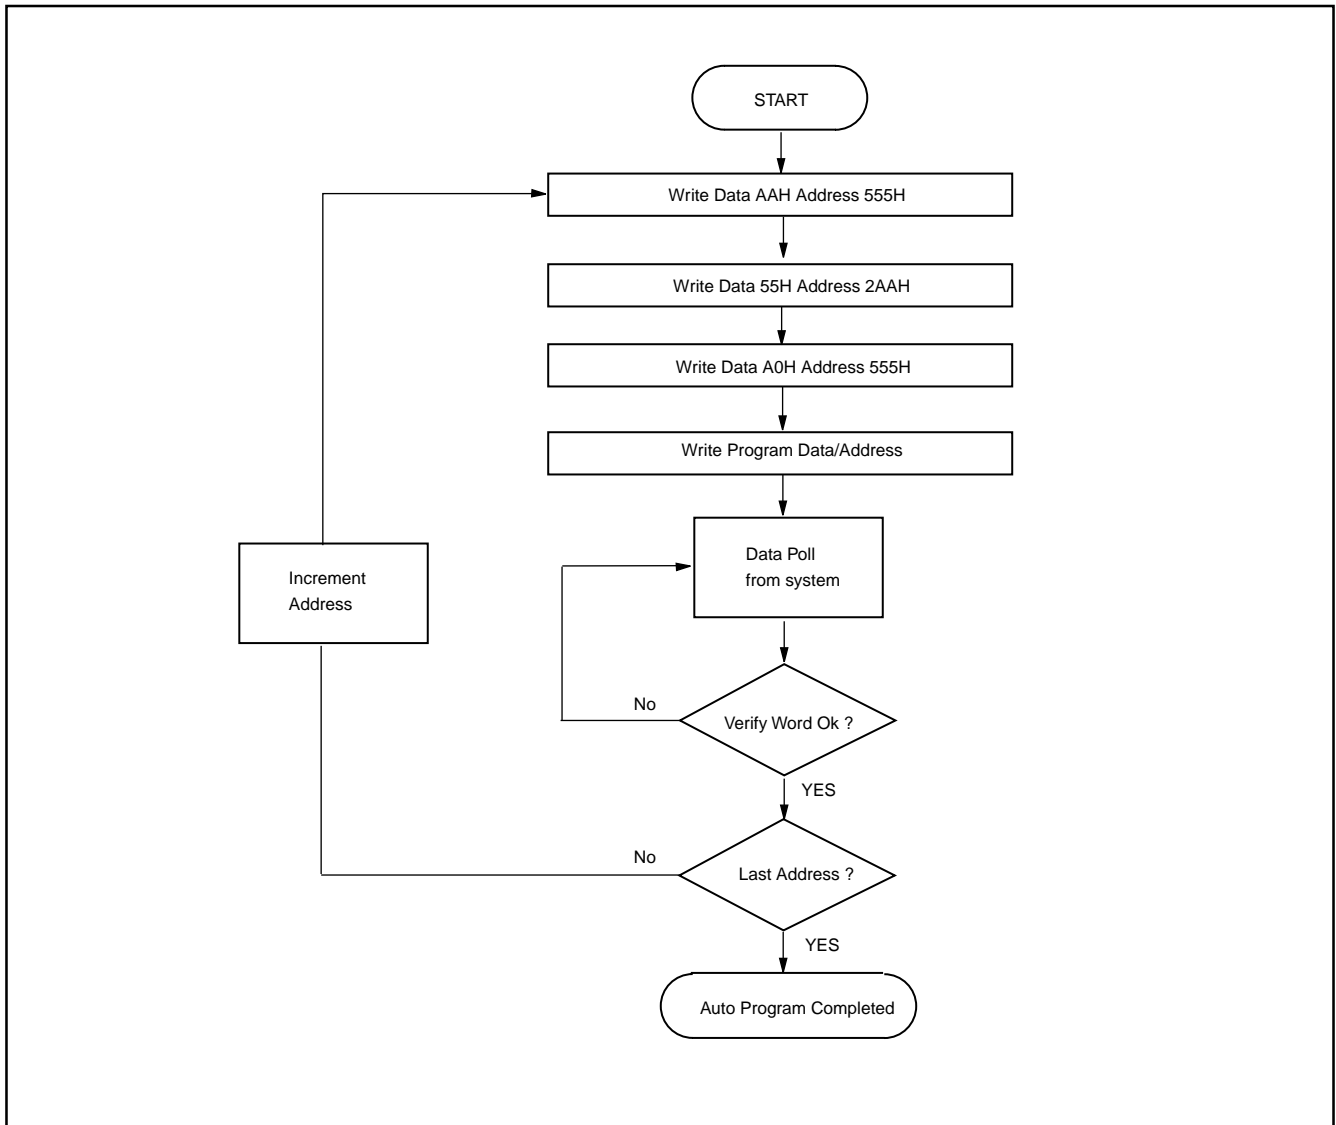 START
Write Data AAH Address 555H
Write Data 55H Address 2AAH
Write Data A0H Address 555H
Write Program Data/Address
Data Poll
from system
Increment
Address
No
Verify Word Ok ?
YES
No
Last Address ?
YES
Auto Program Completed